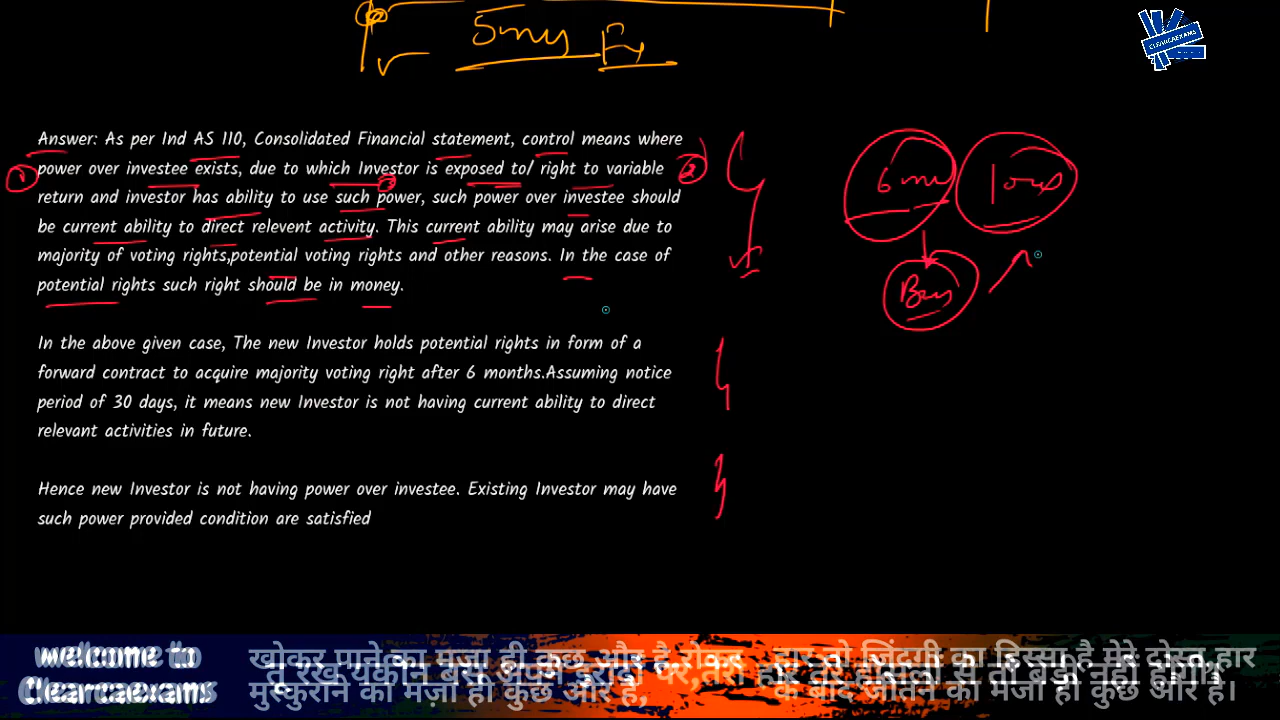 CLEARCAEXAMS
Answer: As per Ind AS 110, Consolidated Financial statement, control means where
power over investee exists, due to which Investor is exposed to/ right to variable
return and investor has ability to use such power, such power over investee should
be current ability to direct relevent activity. This current ability may arise due to
majority of voting rights,potential voting rights and other reasons. In the case of
potential rights such right should be in money.
In the above given case, The new Investor holds potential rights in form of a
forward contract to acquire majority voting right after 6 months.Assuming notice
period of 30 days, it means new Investor is not having current ability to direct
relevant activities in future.
Hence new Investor is not having power over investee. Existing Investor may have
such power provided condition are satisfied
welcome to
Clearcaexams